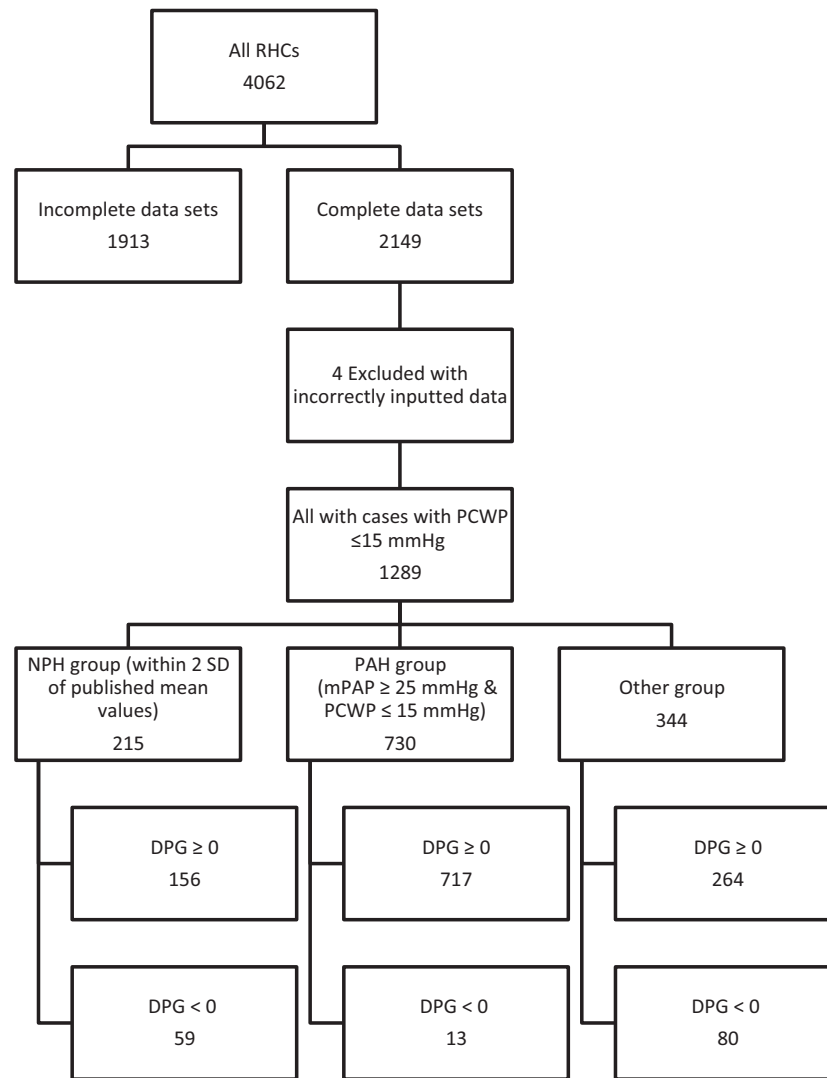 All RHCs
4062
Incomplete data sets
1913
Complete data sets
2149
4 Excluded with
incorrectly inputted data
All with cases with PCWP
≤15 mmHg
1289
NPH group (within 2 SD
of published mean
values)
215
PAH group
(mPAP ≥ 25 mmHg &
PCWP ≤ 15 mmHg)
730
Other group
344
DPG ≥ 0
156
DPG ≥ 0
717
DPG ≥ 0
264
DPG < 0
59
DPG < 0
13
DPG < 0
80